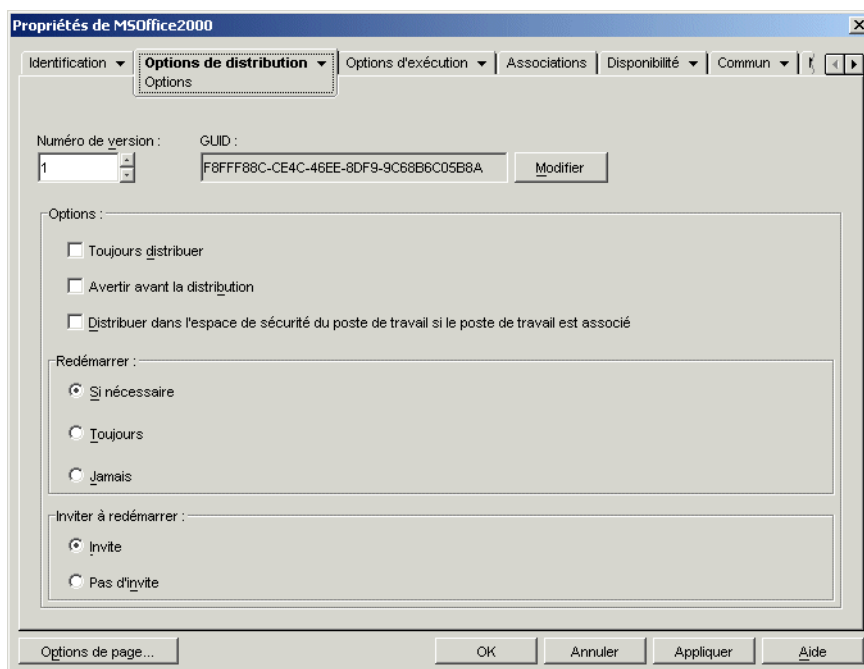 Propriétés de MSOffice2000
Identification
Options de distribution
Options d'exécution
Associations
Disponibilité
Commun
Options
Numéro de version :
GUID :
1
F8FFF88C-CE4C-46EE-8DF9-9C68B6C05B8A
Modifier
Options :
Toujours distribuer
Avertir avant la distribution
Distribuer dans l'espace de sécurité du poste de travail si le poste de travail est associé
Redémarrer :
Si nécessaire
Toujours
Jamais
Inviter à redémarrer :
Invite
Pas d'invite
Options de page...
OK
Annuler
Appliquer
Aide